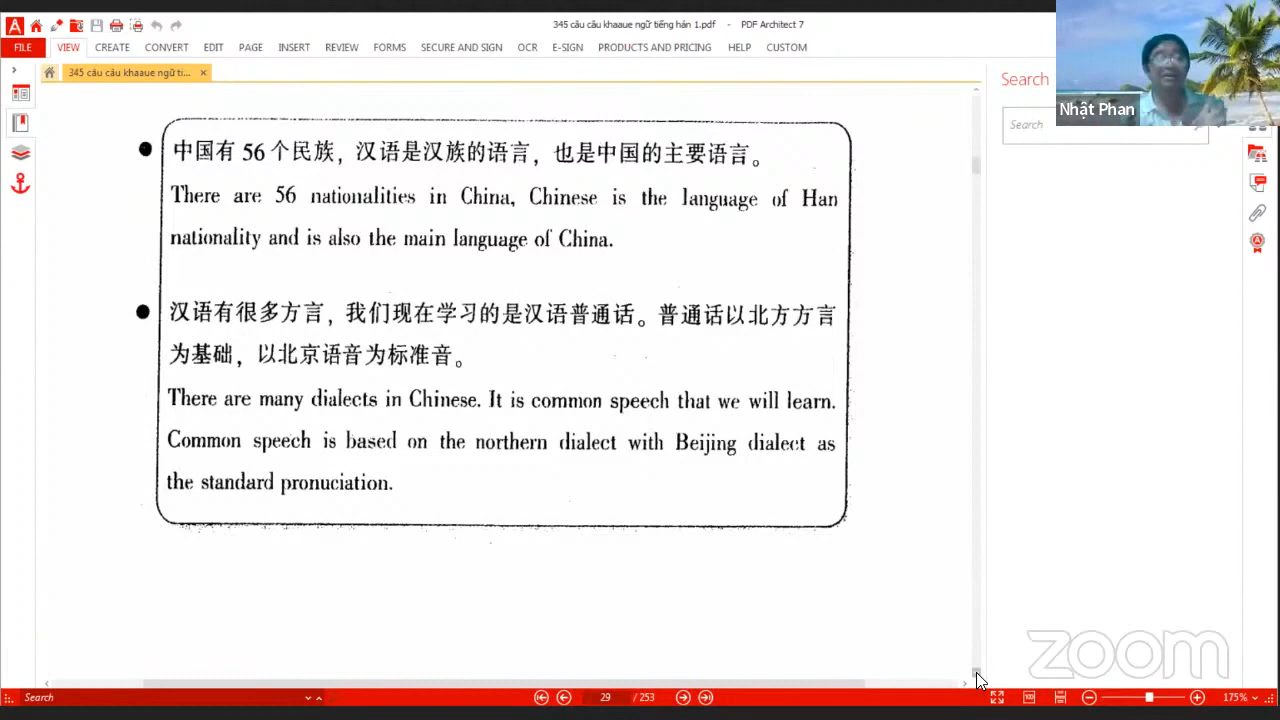 345 câu câu khaaue ngữ tiếng hán 1.pdf - PDF Architect 7
FILE VIEW CREATE CONVERT EDIT PAGE INSERT REVIEW FORMS SECURE AND SIGN OCR E-SIGN PRODUCTS AND PRICING HELP CUSTOM
345 câu câu khaaue ngữ ti... ×
Search
Search
Nhật Phan
中国有 56 个民族，汉语是汉族的语言，也是中国的主要语言。
There are 56 nationalities in China, Chinese is the language of Han
nationality and is also the main language of China.
汉语有很多方言，我们现在学习的是汉语普通话。普通话以北方方言
为基础，以北京语音为标准音。
There are many dialects in Chinese. It is common speech that we will learn.
Common speech is based on the northern dialect with Beijing dialect as
the standard pronuciation.
zoom
Search
29 / 253
175%